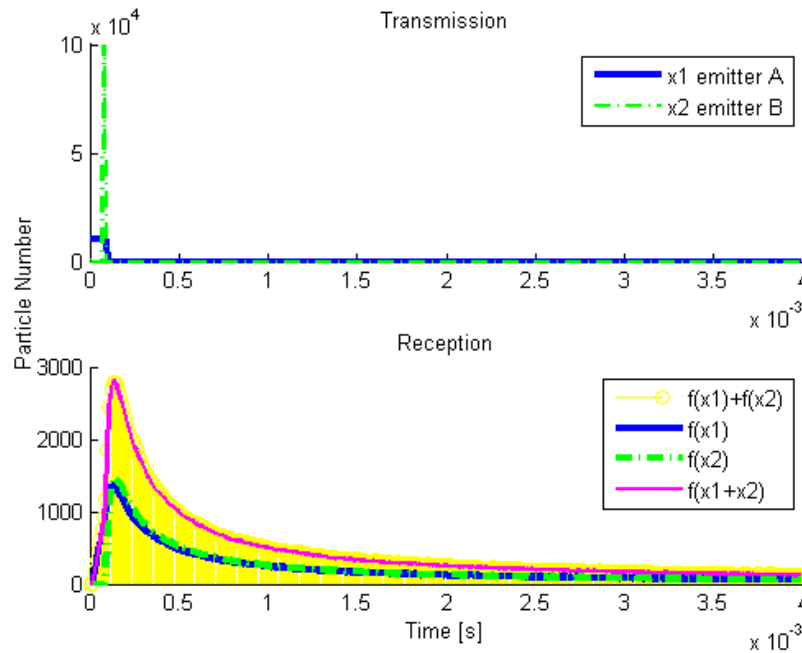 Transmission
x 10^4
10
5
0
x1 emitter A
x2 emitter B
0 0.5 1 1.5 2 2.5 3 3.5 4
x 10^-3
Particle Number
Reception
3000
2000
1000
0
f(x1)+f(x2)
f(x1)
f(x2)
f(x1+x2)
0 0.5 1 1.5 2 2.5 3 3.5 4
Time [s]
x 10^-3